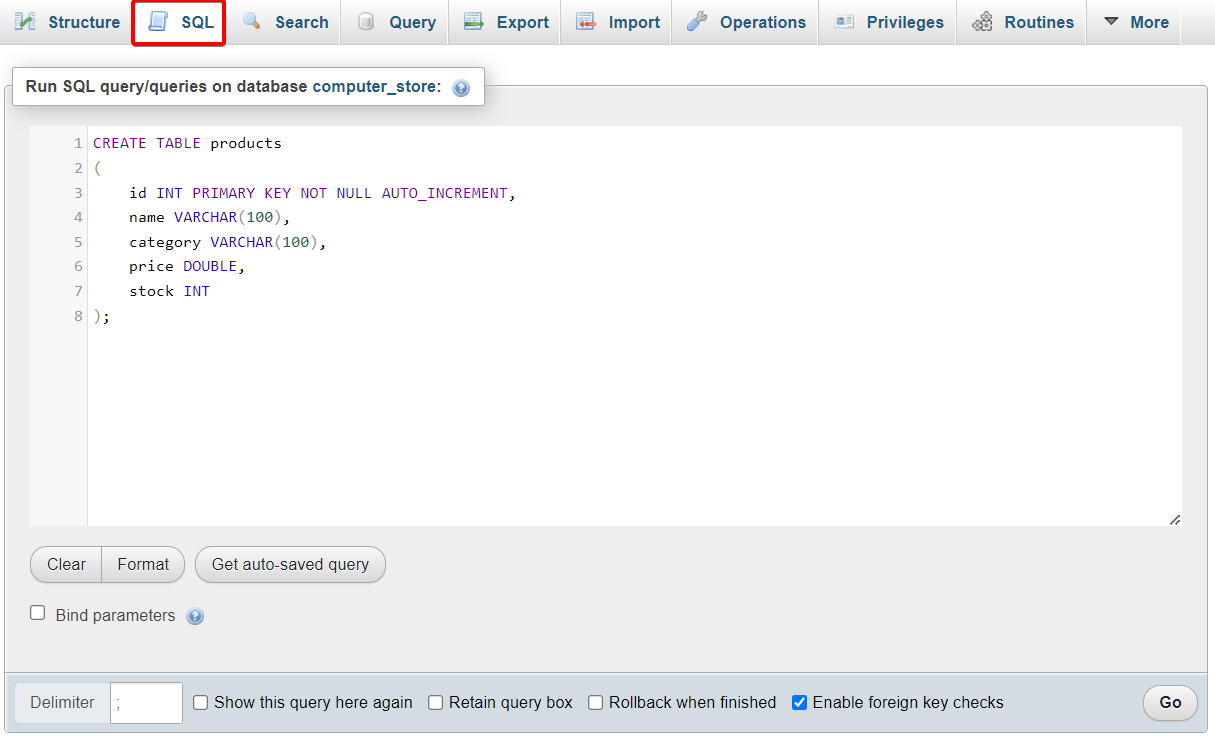 Structure SQL Search Query Export Import Operations Privileges Routines More
Run SQL query/queries on database computer_store:
1 CREATE TABLE products
2 (
3     id INT PRIMARY KEY NOT NULL AUTO_INCREMENT,
4     name VARCHAR(100),
5     category VARCHAR(100),
6     price DOUBLE,
7     stock INT
8 );
Clear Format Get auto-saved query
Bind parameters
Delimiter ; Show this query here again Retain query box Rollback when finished Enable foreign key checks Go